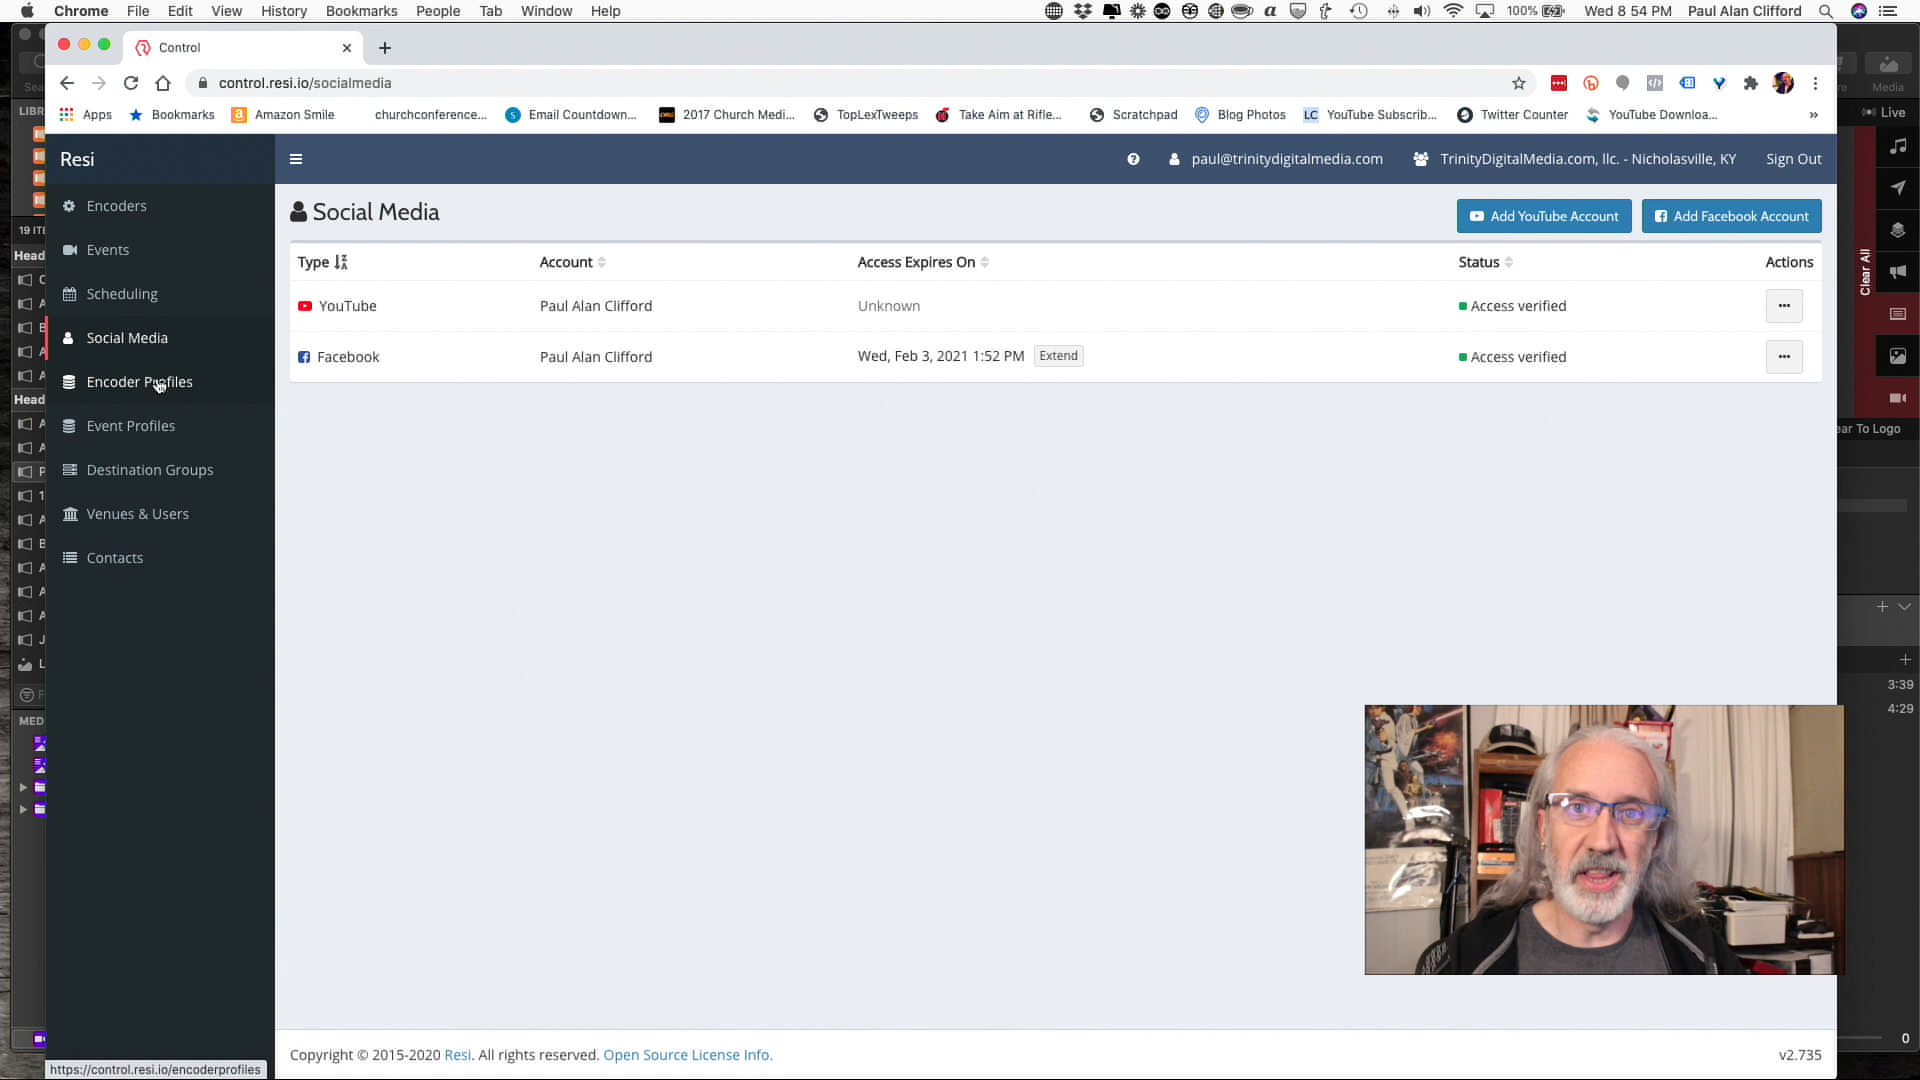 Chrome File Edit View History Bookmarks People Tab Window Help 100% Wed 8 54 PM Paul Alan Clifford
Control
control.resi.io/socialmedia
Apps Bookmarks Amazon Smile churchconference... Email Countdown... 2017 Church Medi... TopLexTweeps Take Aim at Rifle... Scratchpad Blog Photos LC YouTube Subscrib... Twitter Counter YouTube Downloa... »
Resi paul@trinitydigitalmedia.com TrinityDigitalMedia.com, llc. - Nicholasville, KY Sign Out
Encoders
Events
Scheduling
Social Media
Encoder Profiles
Event Profiles
Destination Groups
Venues & Users
Contacts
Social Media Add YouTube Account Add Facebook Account
Type Account Access Expires On Status Actions
YouTube Paul Alan Clifford Unknown Access verified ...
Facebook Paul Alan Clifford Wed, Feb 3, 2021 1:52 PM Extend Access verified ...
Copyright © 2015-2020 Resi. All rights reserved. Open Source License Info. v2.735
https://control.resi.io/encoderprofiles
Sea
LIBR
19 ITE
Head
Head
MED
Media
Live
Clear All
ear To Logo
3:39
4:29
0